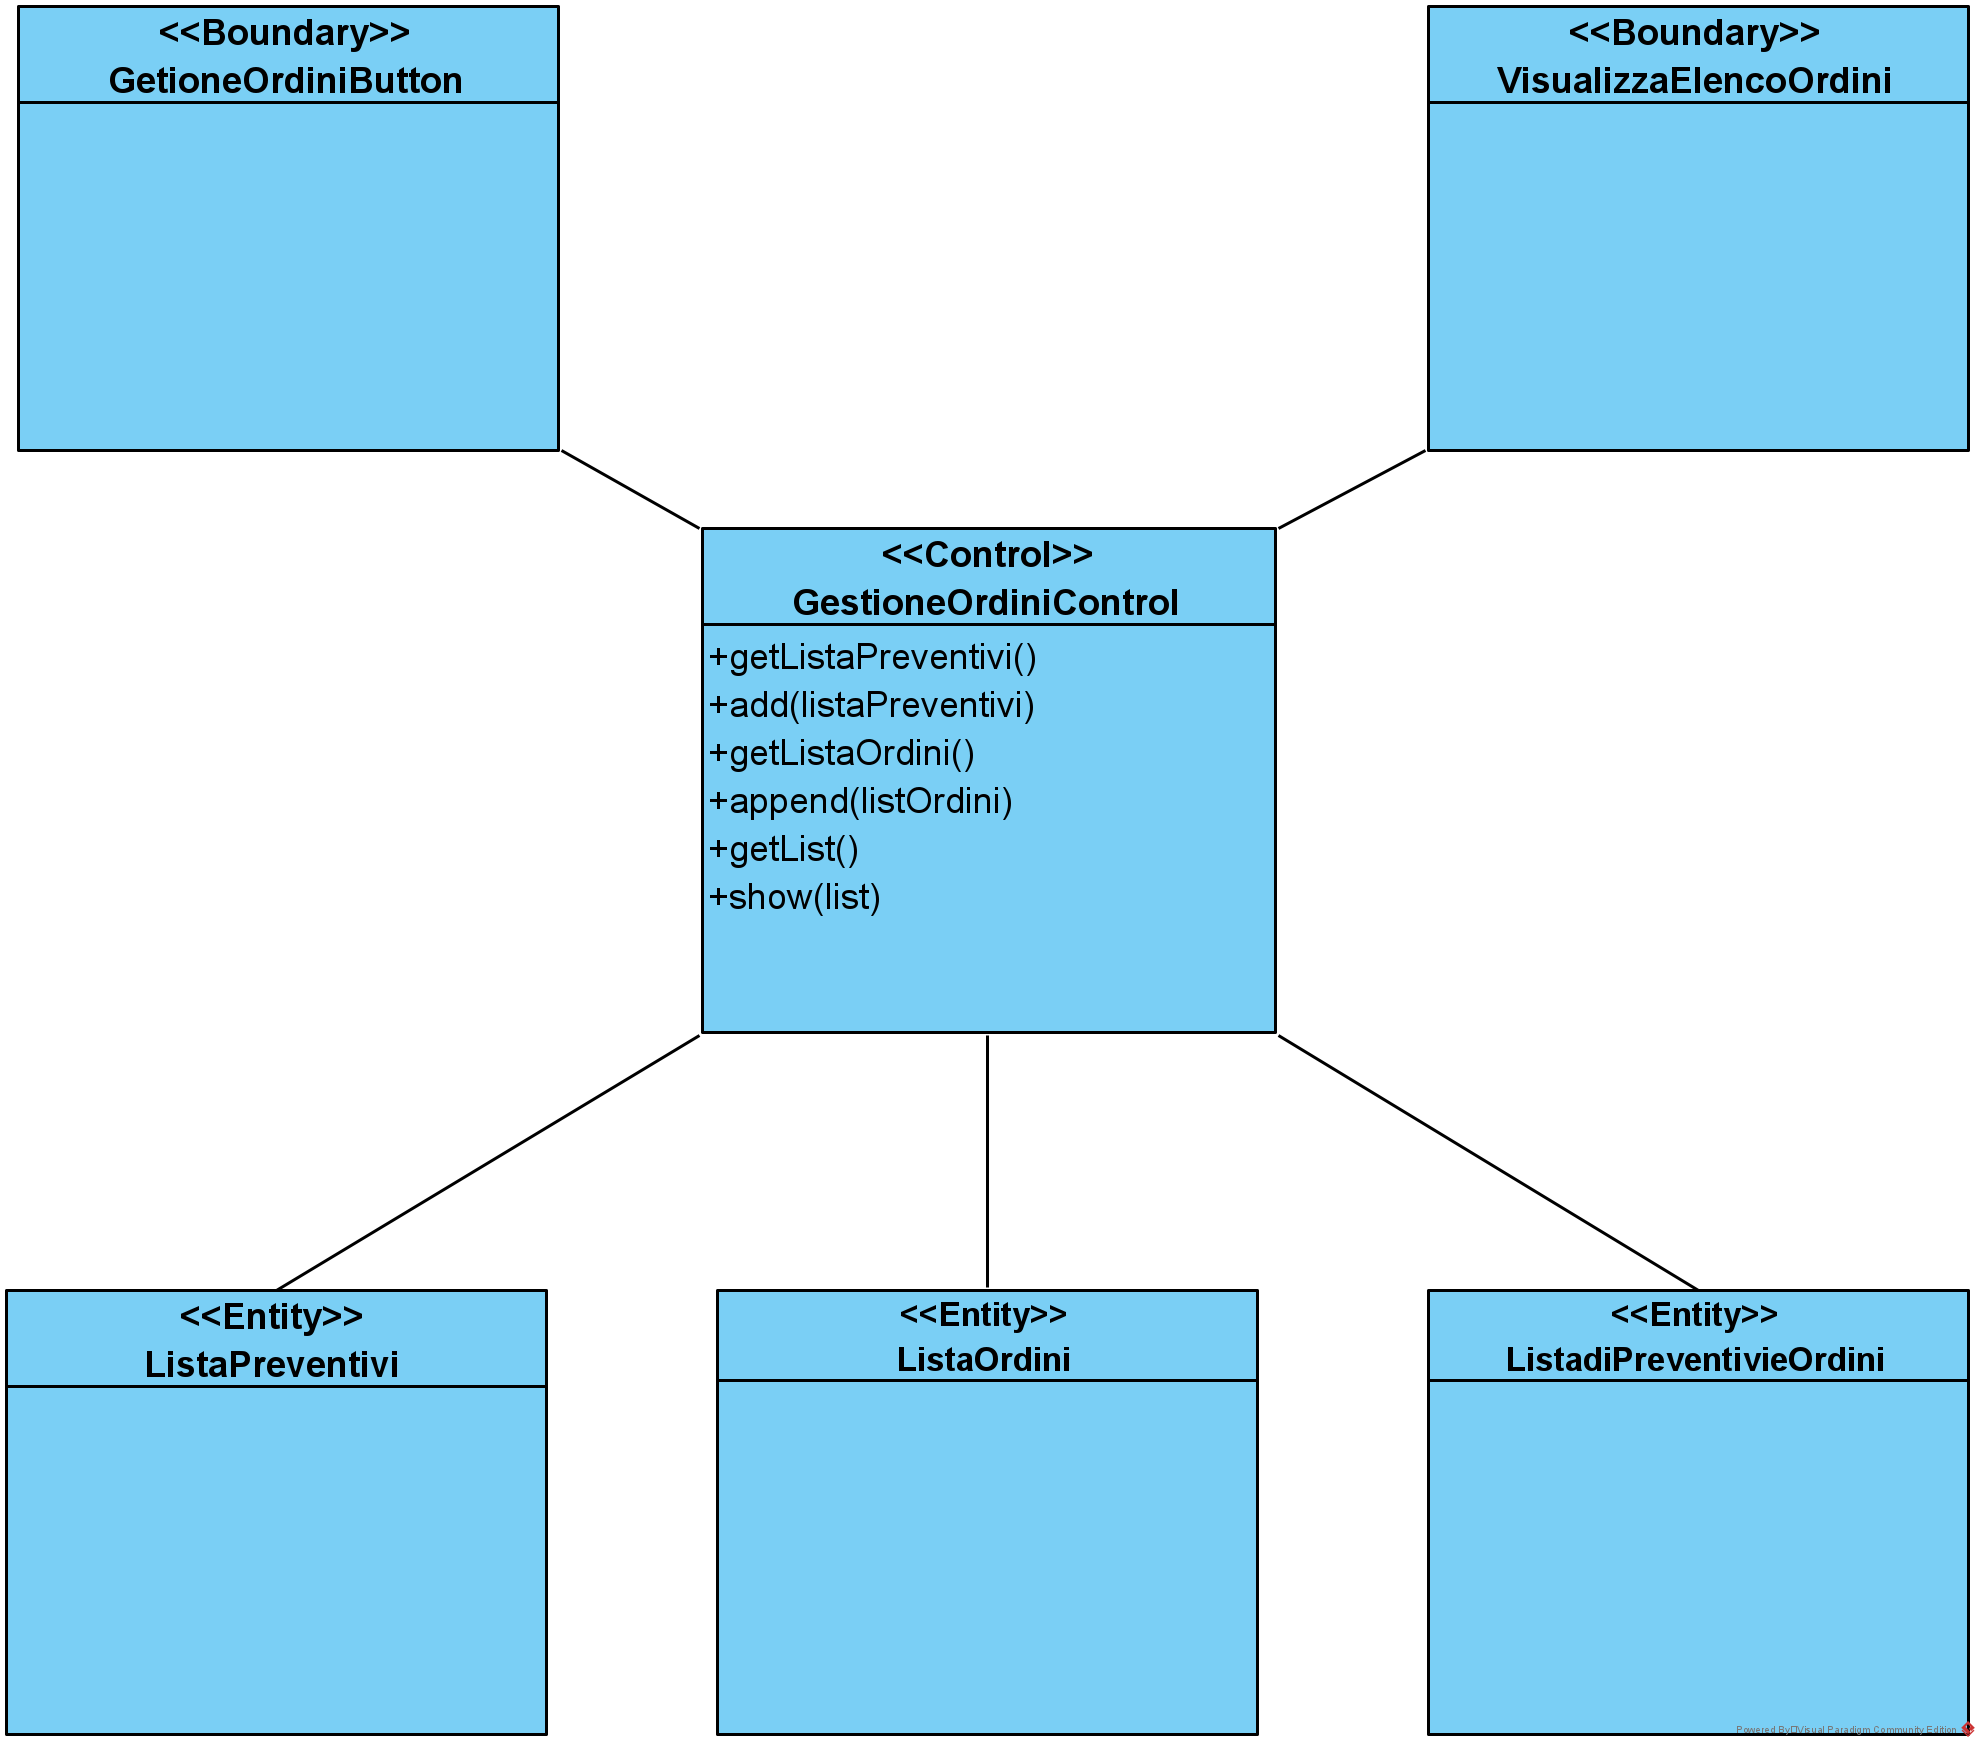 <<Boundary>>
GetioneOrdiniButton
<<Boundary>>
VisualizzaElencoOrdini
<<Control>>
GestioneOrdiniControl
+getListaPreventivi()
+add(listaPreventivi)
+getListaOrdini()
+append(listOrdini)
+getList()
+show(list)
<<Entity>>
ListaPreventivi
<<Entity>>
ListaOrdini
<<Entity>>
ListadiPreventivieOrdini
Powered By□Visual Paradigm Community Edition